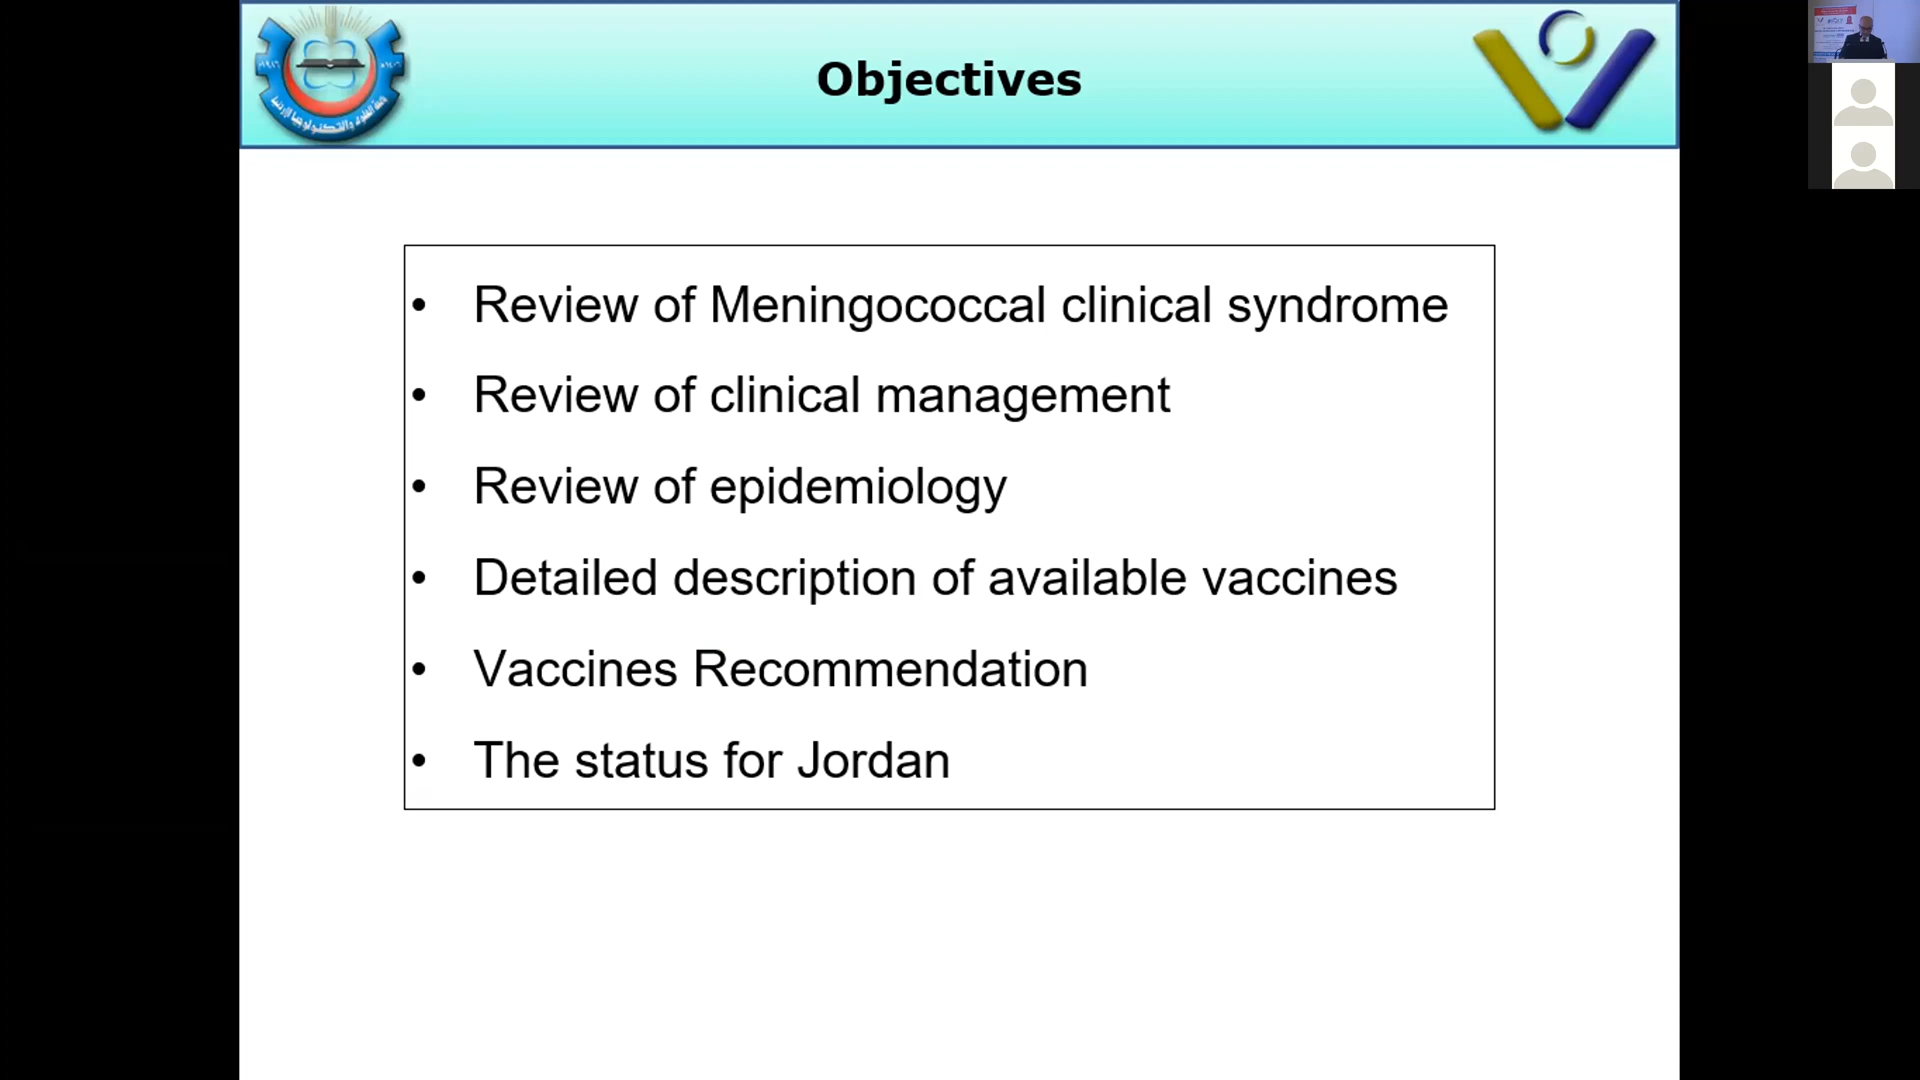 Objectives
• Review of Meningococcal clinical syndrome
• Review of clinical management
• Review of epidemiology
• Detailed description of available vaccines
• Vaccines Recommendation
• The status for Jordan